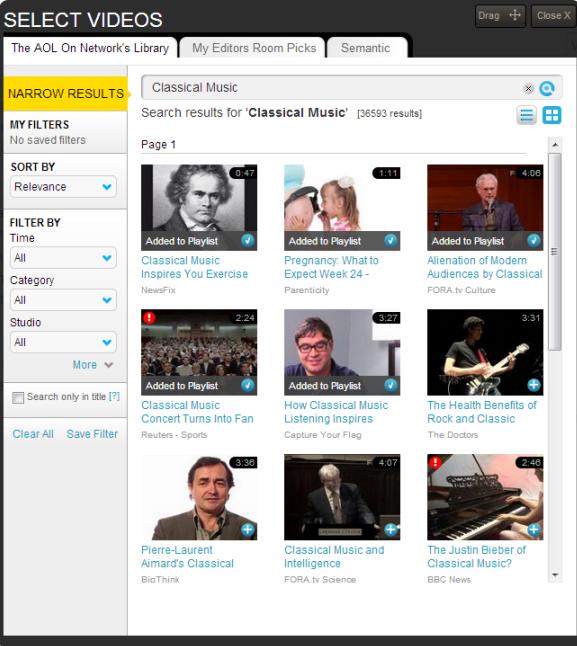 SELECT VIDEOS
Drag
Close X
The AOL On Network's Library
My Editors Room Picks
Semantic
NARROW RESULTS
MY FILTERS
No saved filters
SORT BY
Relevance
FILTER BY
Time
All
Category
All
Studio
All
More
Search only in title [?]
Clear All Save Filter
Classical Music
Search results for 'Classical Music' [36593 results]
Page 1
0:47
Added to Playlist
Classical Music
Inspires You Exercise
NewsFix
1:11
Pregnancy: What to
Expect Week 24 -
Parenticity
4:06
Added to Playlist
Alienation of Modern
Audiences by Classical
FORA.tv Culture
2:24
Added to Playlist
Classical Music
Concert Turns Into Fan
Reuters - Sports
3:27
Added to Playlist
How Classical Music
Listening Inspires
Capture Your Flag
3:31
The Health Benefits of
Rock and Classic
The Doctors
3:36
Pierre-Laurent
Aimard's Classical
BigThink
4:07
Classical Music and
Intelligence
FORA.tv Science
2:46
The Justin Bieber of
Classical Music?
BBC News